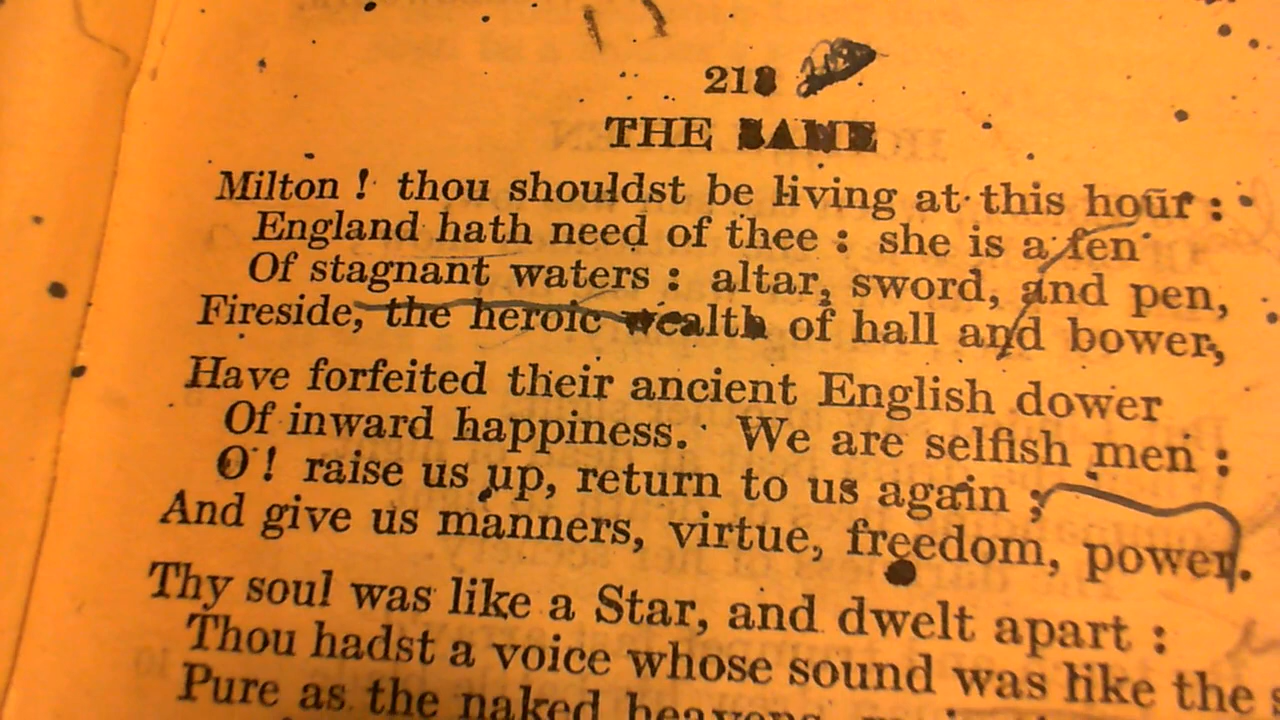 218
THE SAME
Milton ! thou shouldst be living at this hour :
England hath need of thee : she is a fen
Of stagnant waters : altar, sword, and pen,
Fireside, the heroic wealth of hall and bower,
Have forfeited their ancient English dower
Of inward happiness. We are selfish men :
O ! raise us up, return to us again ;
And give us manners, virtue, freedom, power.
Thy soul was like a Star, and dwelt apart :
Thou hadst a voice whose sound was like the
Pure as the naked heavens,